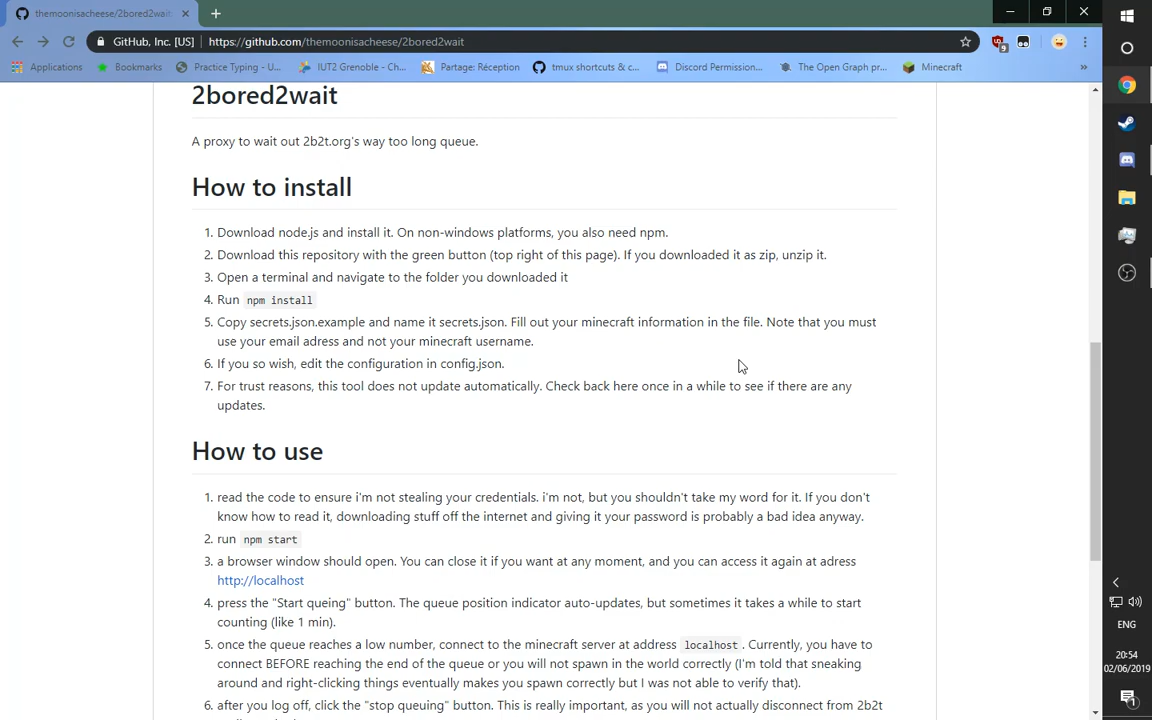 themoonisacheese/2bored2wait
GitHub, Inc. [US] https://github.com/themoonisacheese/2bored2wait
9
Applications Bookmarks Practice Typing - U... IUT2 Grenoble - Ch... Partage: Réception tmux shortcuts & c... Discord Permission... The Open Graph pr... Minecraft »
2bored2wait
A proxy to wait out 2b2t.org's way too long queue.
How to install
1. Download node.js and install it. On non-windows platforms, you also need npm.
2. Download this repository with the green button (top right of this page). If you downloaded it as zip, unzip it.
3. Open a terminal and navigate to the folder you downloaded it
4. Run npm install
5. Copy secrets.json.example and name it secrets.json. Fill out your minecraft information in the file. Note that you must
use your email adress and not your minecraft username.
6. If you so wish, edit the configuration in config.json.
7. For trust reasons, this tool does not update automatically. Check back here once in a while to see if there are any
updates.
How to use
1. read the code to ensure i'm not stealing your credentials. i'm not, but you shouldn't take my word for it. If you don't
know how to read it, downloading stuff off the internet and giving it your password is probably a bad idea anyway.
2. run npm start
3. a browser window should open. You can close it if you want at any moment, and you can access it again at adress
http://localhost
4. press the "Start queing" button. The queue position indicator auto-updates, but sometimes it takes a while to start
counting (like 1 min).
5. once the queue reaches a low number, connect to the minecraft server at address localhost. Currently, you have to
connect BEFORE reaching the end of the queue or you will not spawn in the world correctly (I'm told that sneaking
around and right-clicking things eventually makes you spawn correctly but I was not able to verify that).
6. after you log off, click the "stop queuing" button. This is really important, as you will not actually disconnect from 2b2t
ENG
20:54
02/06/2019
1